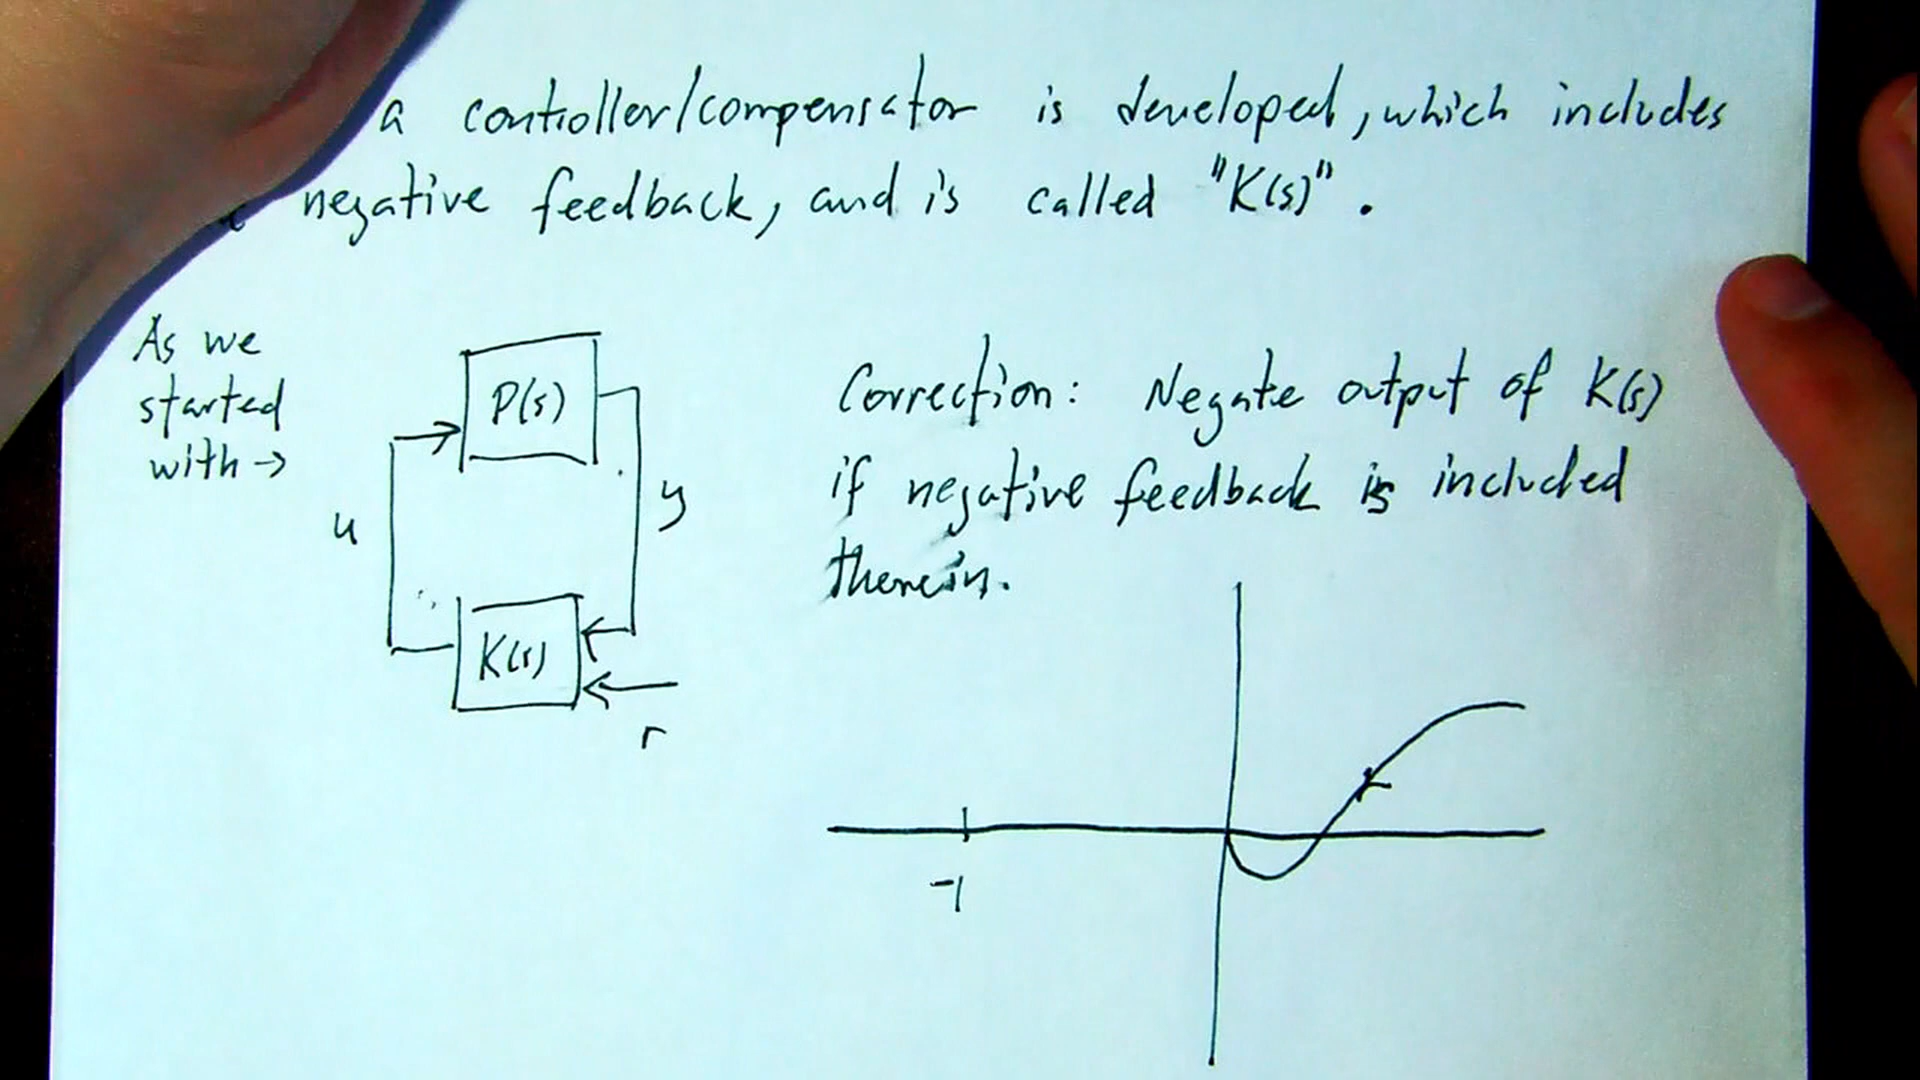 a controller/compensator is developed, which includes
negative feedback, and is called "K(s)".
As we
started
with →
P(s)
u
y
K(s)
r
Correction: Negate output of K(s)
if negative feedback is included
therein.
-1